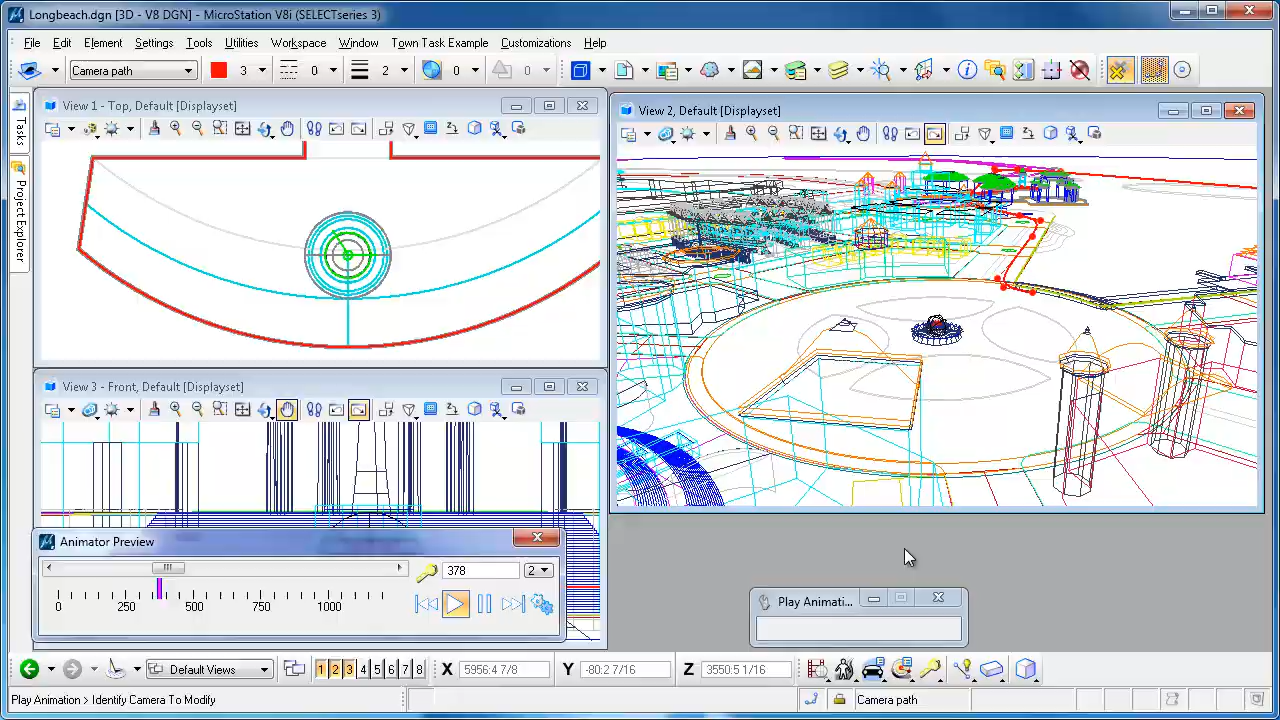 Longbeach.dgn [3D - V8 DGN] - MicroStation V8i (SELECTseries 3)
File Edit Element Settings Tools Utilities Workspace Window Town Task Example Customizations Help
Camera path 3 0 2 0 0
Tasks
Project Explorer
View 1 - Top, Default [Displayset]
View 2, Default [Displayset]
View 3 - Front, Default [Displayset]
Animator Preview
378 2
0 250 500 750 1000
Play Animati...
Default Views 1 2 3 4 5 6 7 8 X 5956:4 7/8 Y -80:2 7/16 Z 3550:5 1/16
Play Animation > Identify Camera To Modify Camera path